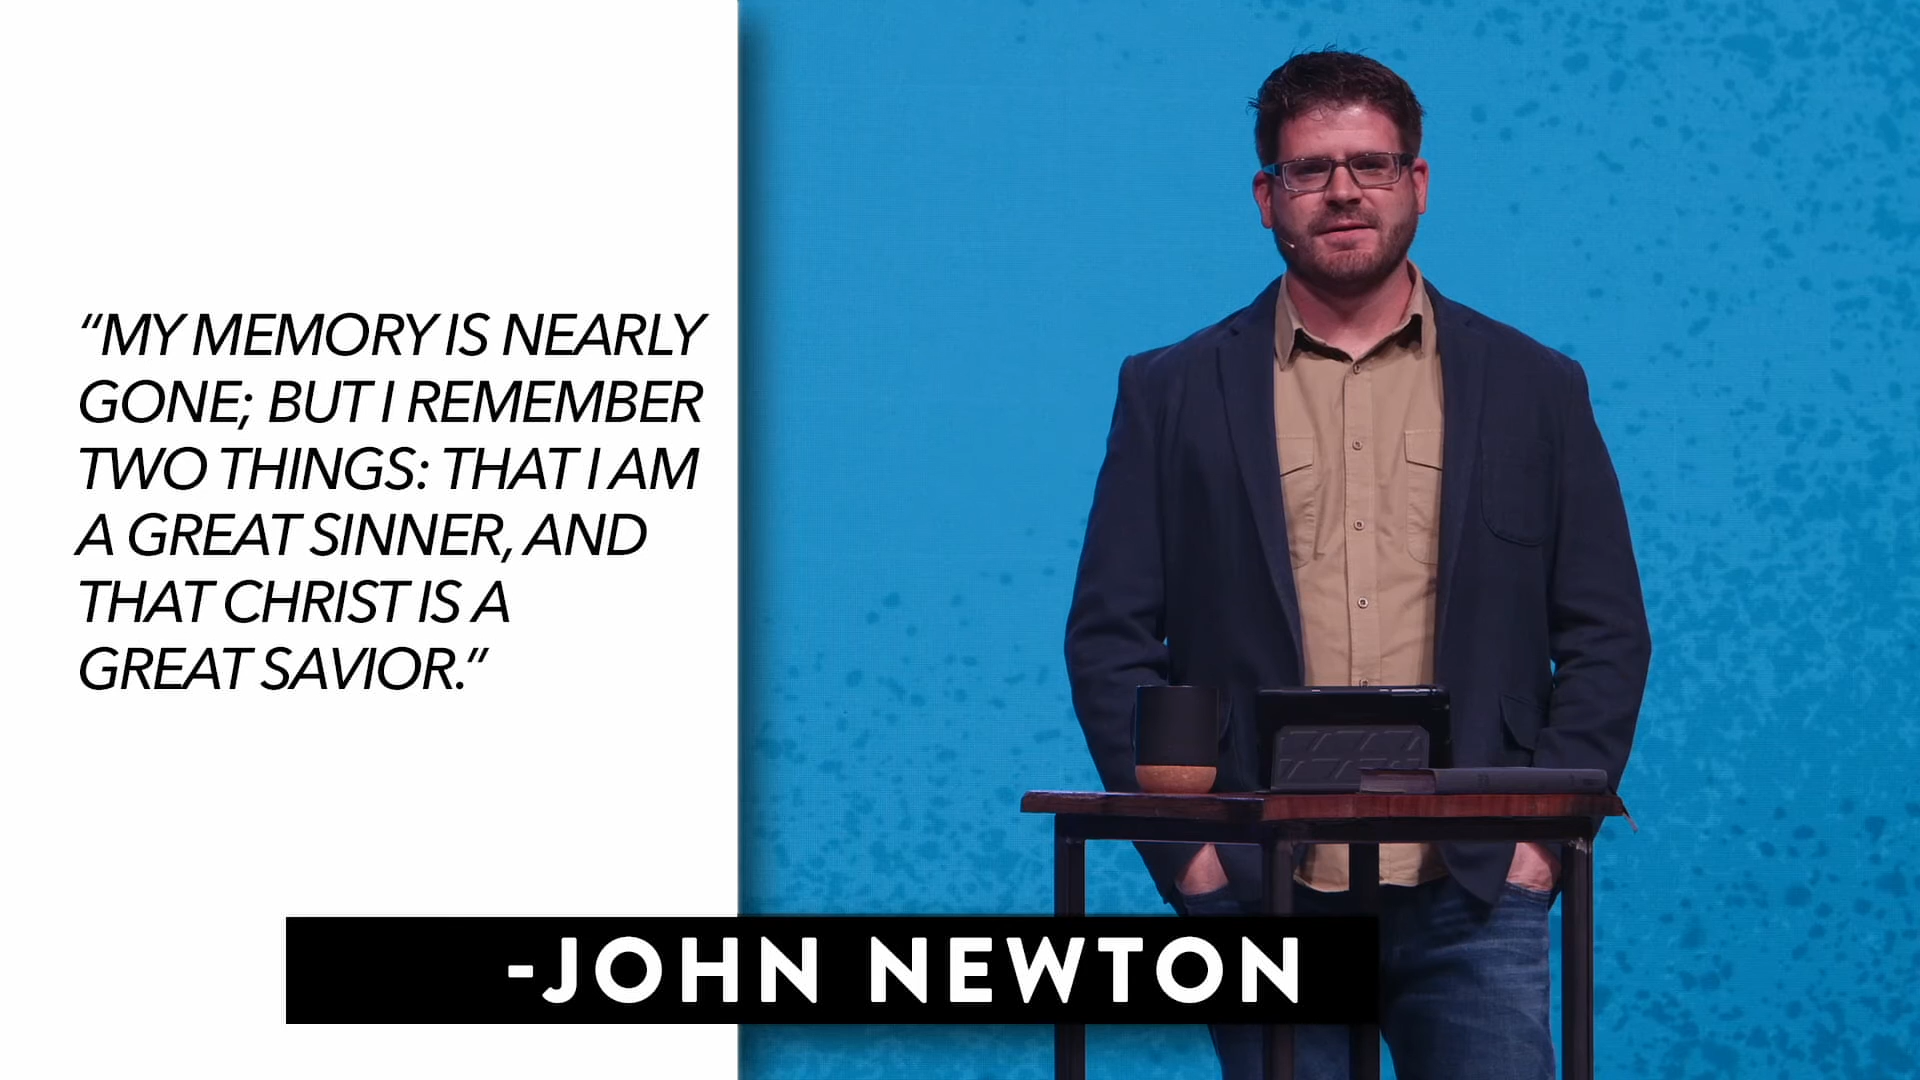 “MY MEMORY IS NEARLY
GONE; BUT I REMEMBER
TWO THINGS: THAT I AM
A GREAT SINNER, AND
THAT CHRIST IS A
GREAT SAVIOR.”
-JOHN NEWTON